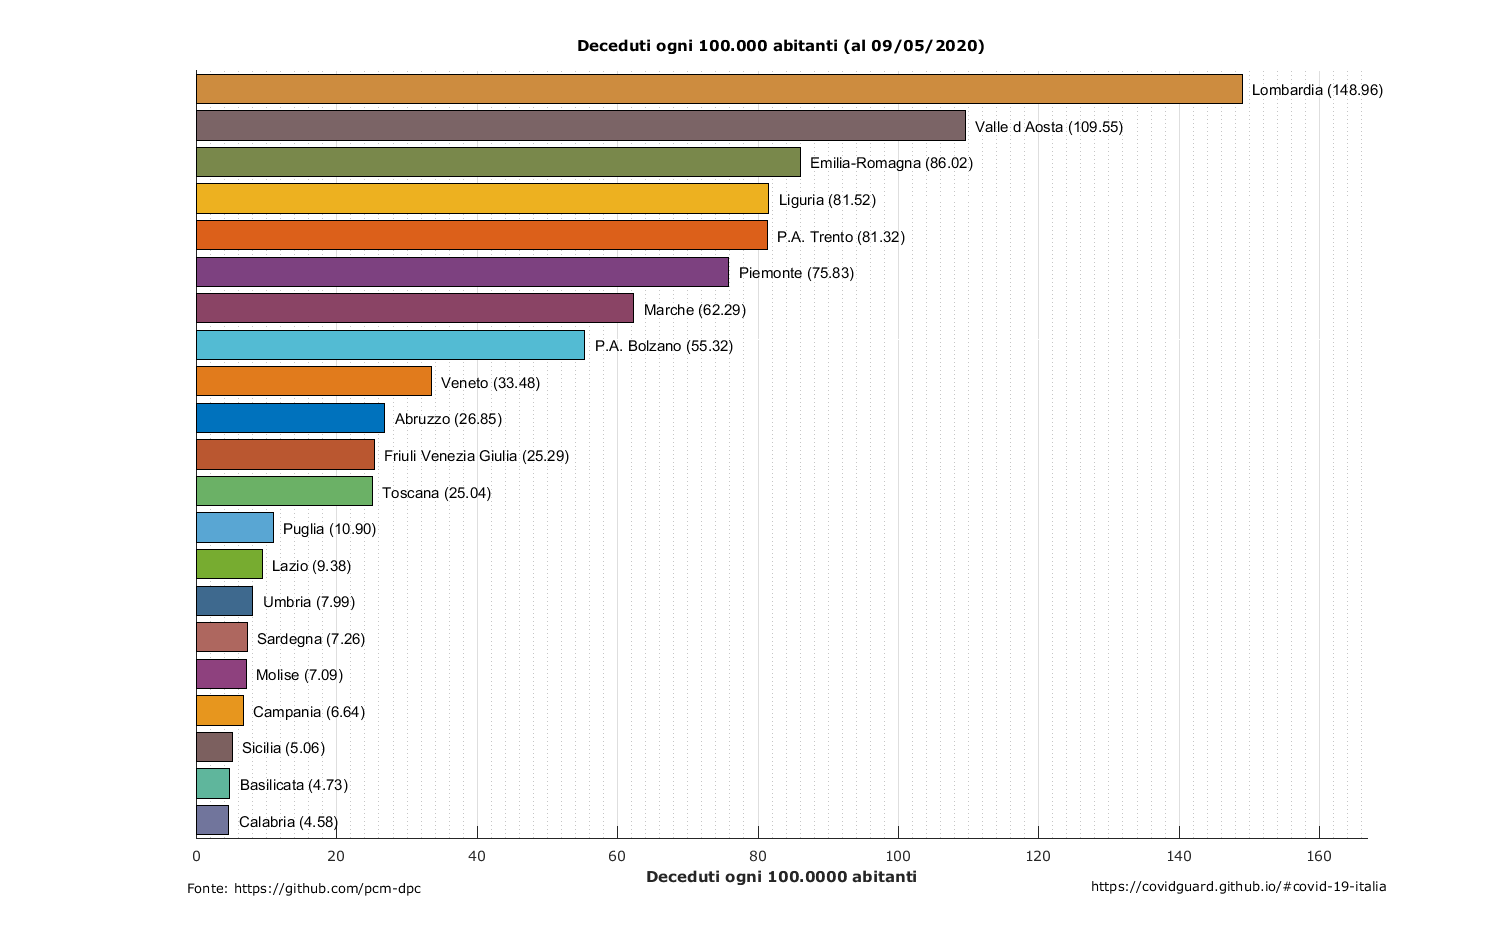 Deceduti ogni 100.000 abitanti (al 09/05/2020)
Lombardia (148.96)
Valle d Aosta (109.55)
Emilia-Romagna (86.02)
Liguria (81.52)
P.A. Trento (81.32)
Piemonte (75.83)
Marche (62.29)
P.A. Bolzano (55.32)
Veneto (33.48)
Abruzzo (26.85)
Friuli Venezia Giulia (25.29)
Toscana (25.04)
Puglia (10.90)
Lazio (9.38)
Umbria (7.99)
Sardegna (7.26)
Molise (7.09)
Campania (6.64)
Sicilia (5.06)
Basilicata (4.73)
Calabria (4.58)
0 20 40 60 80 100 120 140 160
Deceduti ogni 100.0000 abitanti
Fonte: https://github.com/pcm-dpc
https://covidguard.github.io/#covid-19-italia